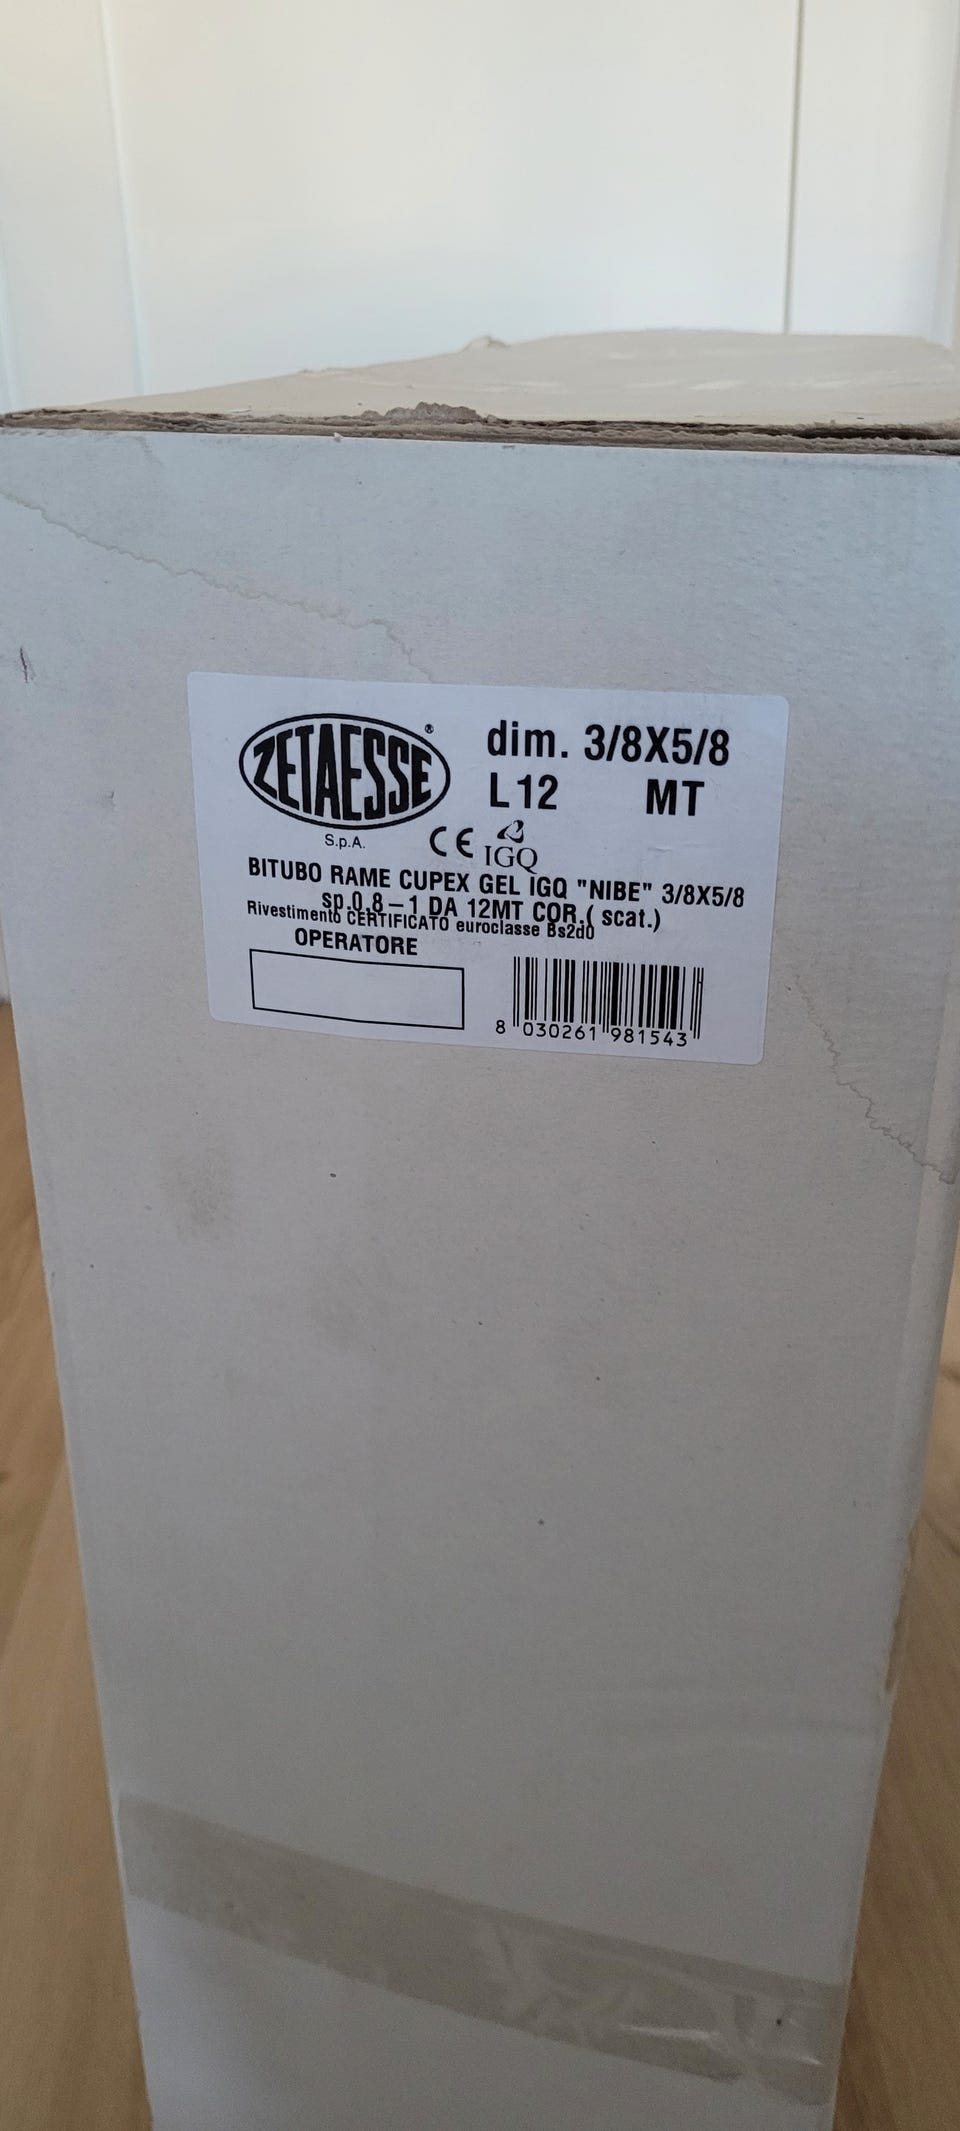 ZETAESSE®
S.p.A.
dim. 3/8X5/8
L 12 MT
CE IGQ
BITUBO RAME CUPEX GEL IGQ "NIBE" 3/8X5/8
sp.0,8-1 DA 12MT COR.( scat.)
Rivestimento CERTIFICATO euroclasse Bs2d0
OPERATORE
8 030261 981543